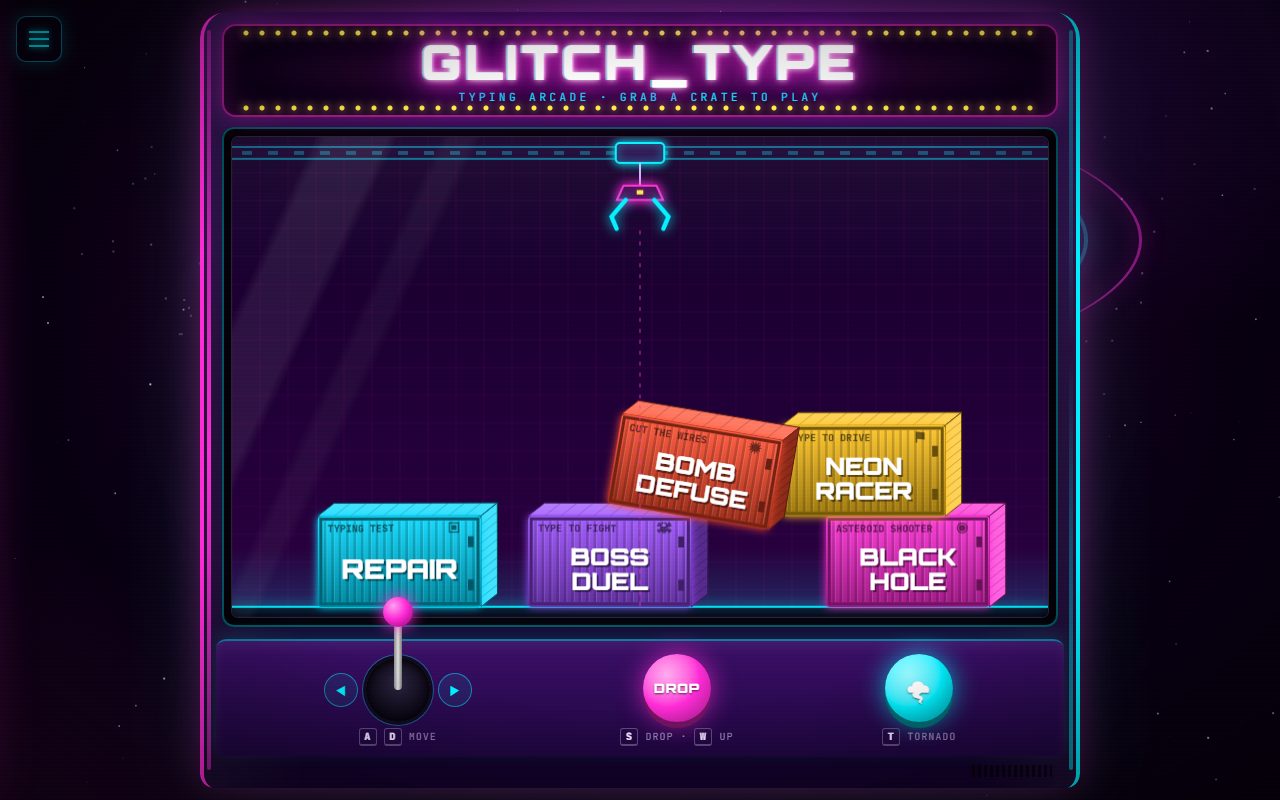 GLITCH_TYPE
TYPING ARCADE · GRAB A CRATE TO PLAY
CUT THE WIRES
BOMB
DEFUSE
YPE TO DRIVE
NEON
RACER
TYPING TEST
REPAIR
TYPE TO FIGHT
BOSS
DUEL
ASTEROID SHOOTER
BLACK
HOLE
DROP
A D MOVE
S DROP · W UP
T TORNADO